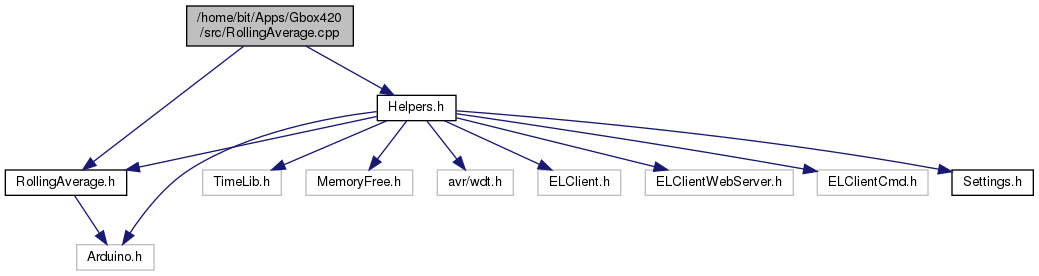 /home/bit/Apps/Gbox420
/src/RollingAverage.cpp
Helpers.h
RollingAverage.h
TimeLib.h
MemoryFree.h
avr/wdt.h
ELClient.h
ELClientWebServer.h
ELClientCmd.h
Settings.h
Arduino.h